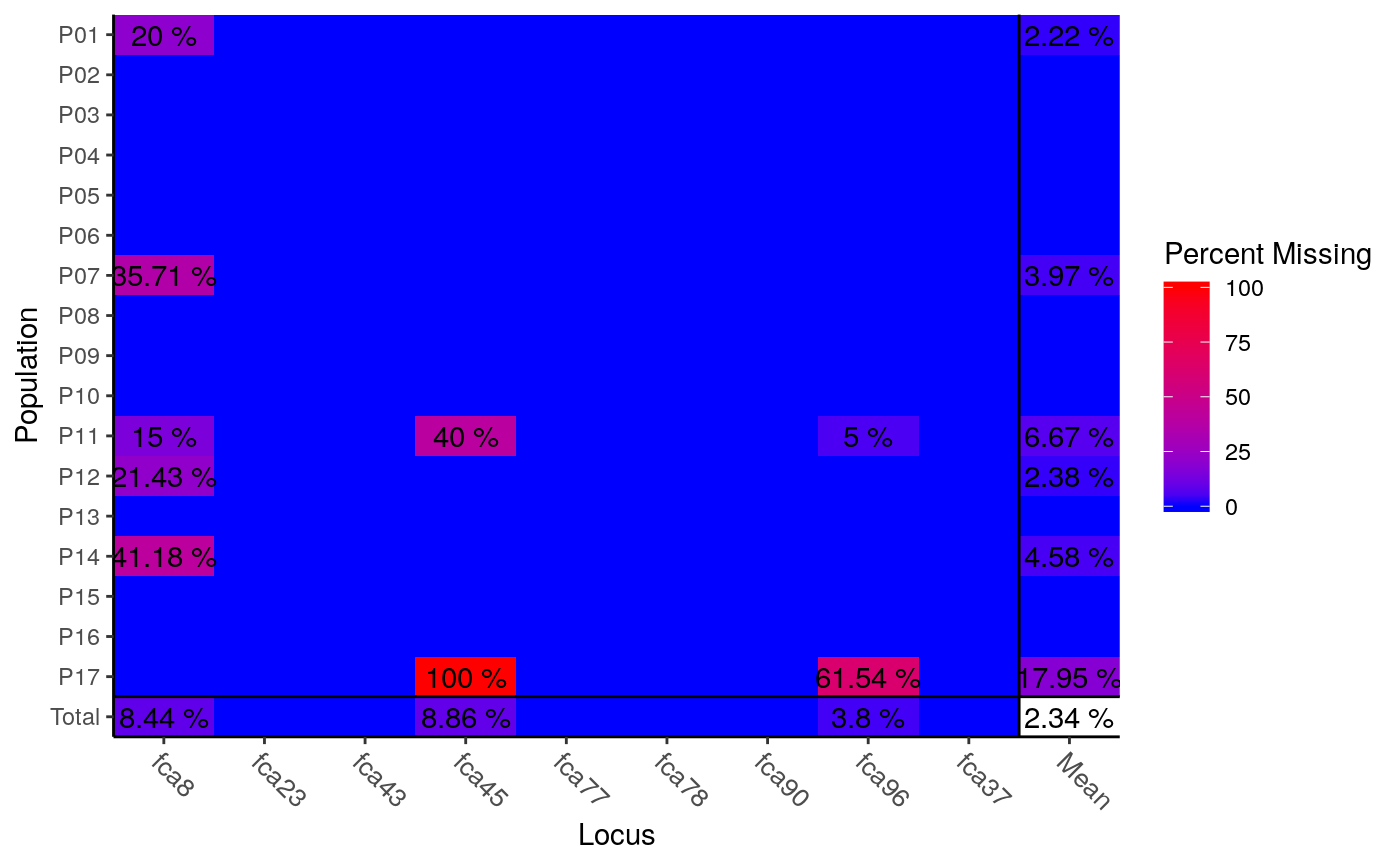 P01 20 % 2.22 %
P02
P03
P04
P05
P06
P07 35.71 % 3.97 %
P08
P09
P10
P11 15 % 40 % 5 % 6.67 %
P12 21.43 % 2.38 %
P13
P14 41.18 % 4.58 %
P15
P16
P17 100 % 61.54 % 17.95 %
Total 8.44 % 8.86 % 3.8 % 2.34 %
fca8 fca23 fca43 fca45 fca77 fca78 fca90 fca96 fca37 Mean
Locus
Population
Percent Missing
100
75
50
25
0